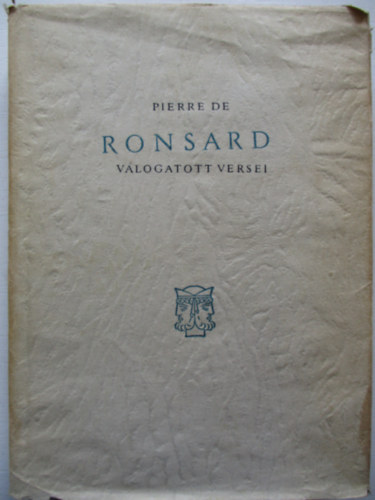 PIERRE DE
RONSARD
VÁLOGATOTT VERSEI